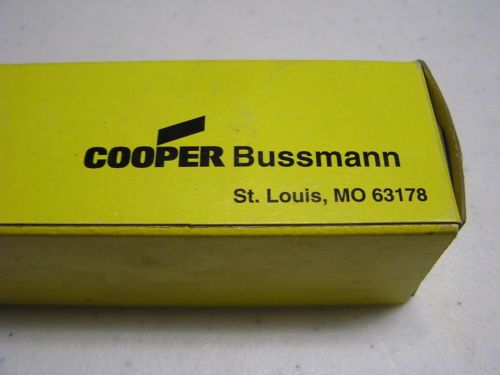 COOPER Bussmann
St. Louis, MO 63178